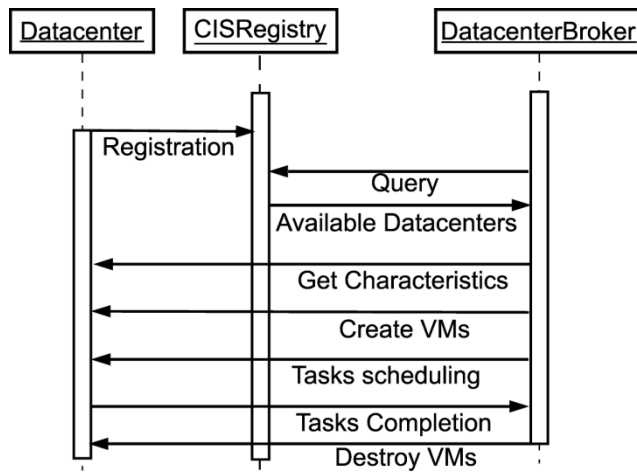 Datacenter
CISRegistry
DatacenterBroker
Registration
Query
Available Datacenters
Get Characteristics
Create VMs
Tasks scheduling
Tasks Completion
Destroy VMs